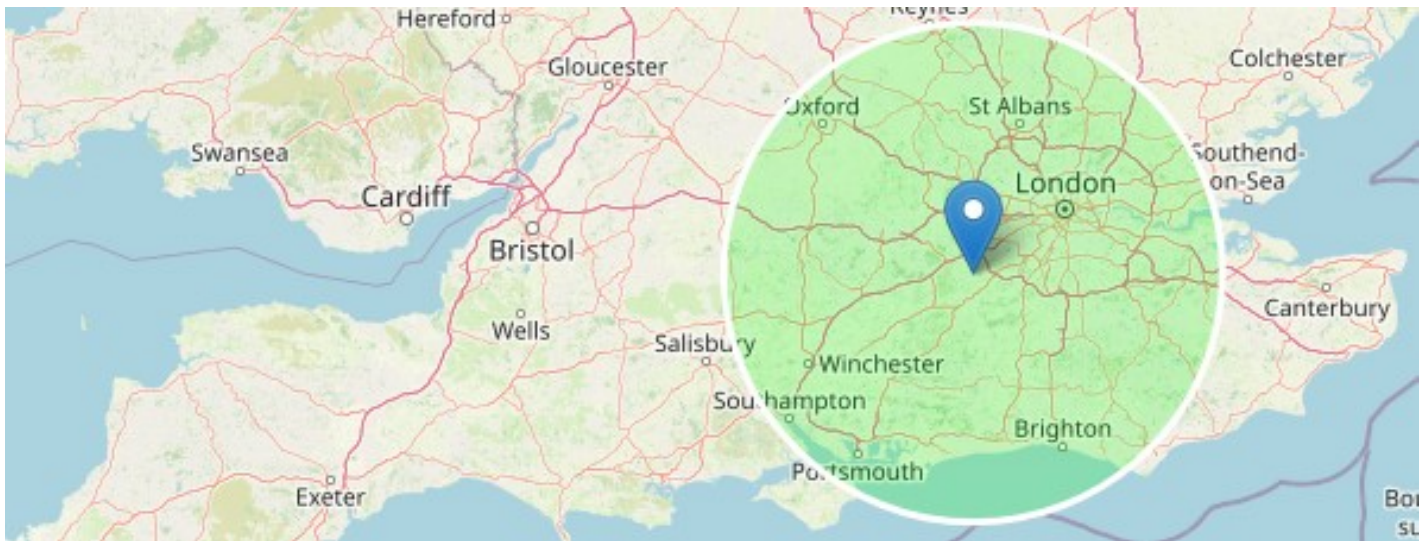 Hereford
Keynes
Gloucester
Colchester
Oxford
St Albans
Swansea
Southend-
on-Sea
Cardiff
London
Bristol
Canterbury
Wells
Salisbury
Winchester
Southampton
Brighton
Portsmouth
Exeter